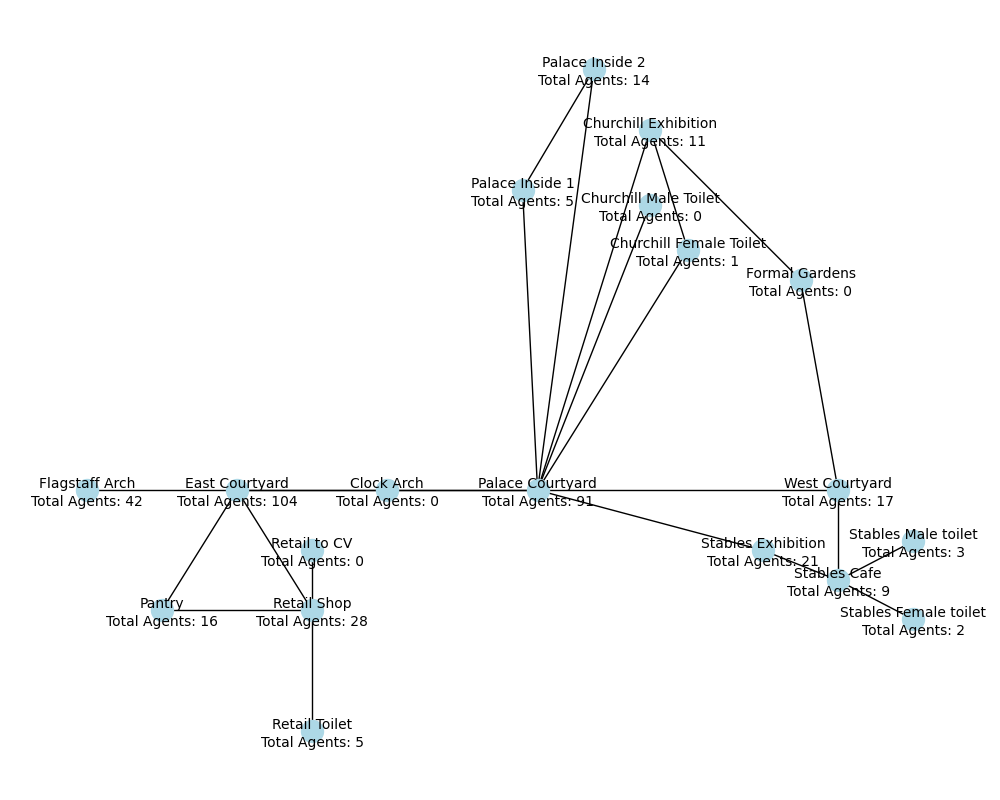 Palace Inside 2
Total Agents: 14
Churchill Exhibition
Total Agents: 11
Palace Inside 1
Total Agents: 5
Churchill Male Toilet
Total Agents: 0
Churchill Female Toilet
Total Agents: 1
Formal Gardens
Total Agents: 0
Flagstaff Arch
Total Agents: 42
East Courtyard
Total Agents: 104
Clock Arch
Total Agents: 0
Palace Courtyard
Total Agents: 91
West Courtyard
Total Agents: 17
Stables Male toilet
Total Agents: 3
Retail to CV
Total Agents: 0
Stables Exhibition
Total Agents: 21
Stables Cafe
Total Agents: 9
Pantry
Total Agents: 16
Retail Shop
Total Agents: 28
Stables Female toilet
Total Agents: 2
Retail Toilet
Total Agents: 5